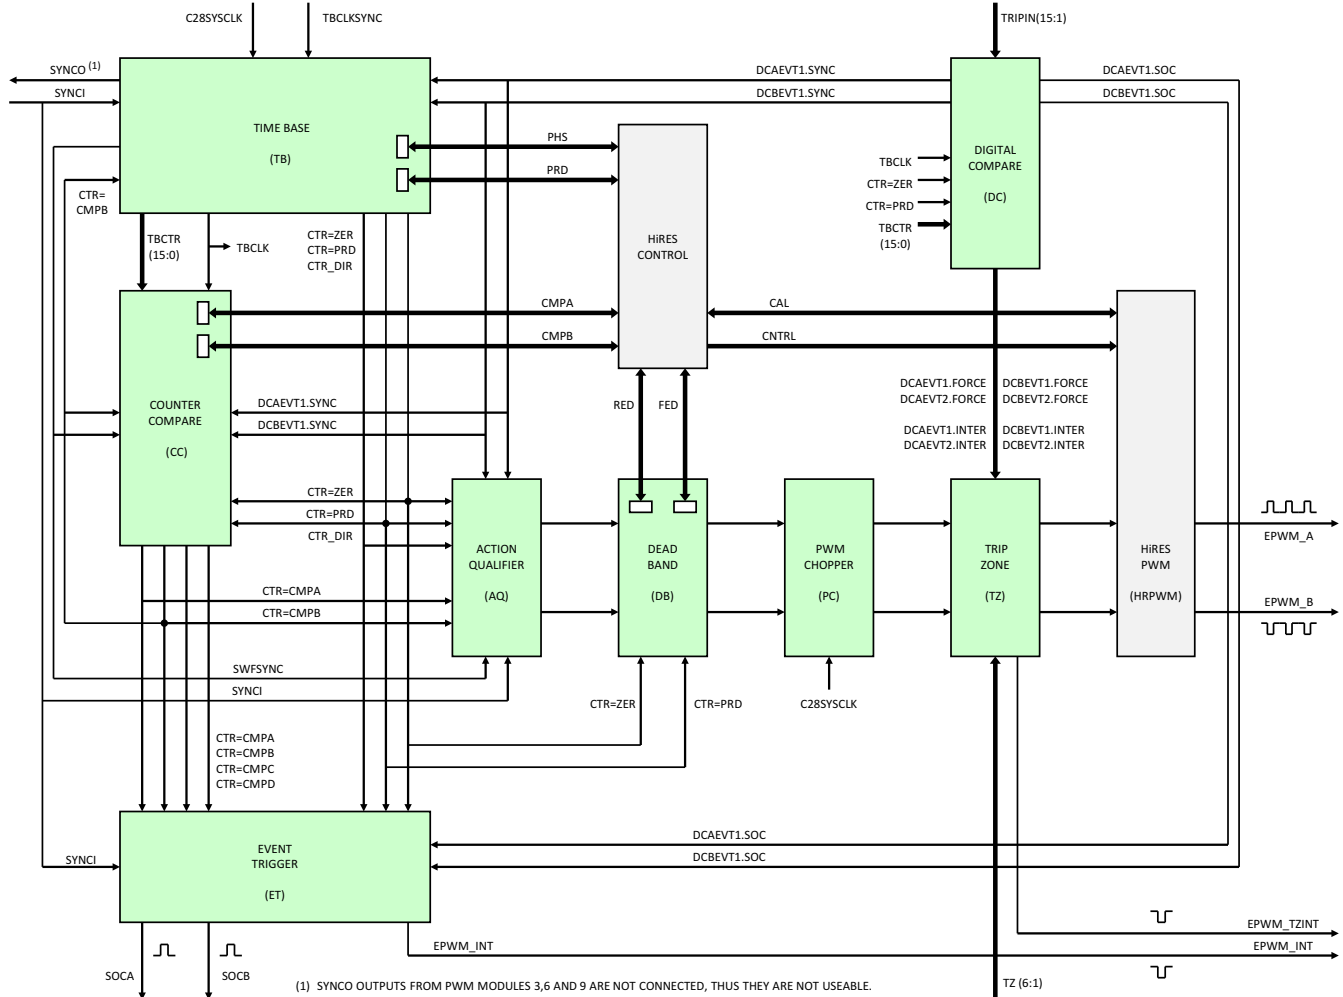 C28SYSCLK
TBCLKSYNC
TRIPIN(15:1)
SYNCO (1)
SYNCI
DCAEVT1.SYNC
DCBEVT1.SYNC
DCAEVT1.SOC
DCBEVT1.SOC
TIME BASE
(TB)
PHS
PRD
DIGITAL
COMPARE
(DC)
TBCLK
CTR=ZER
CTR=PRD
TBCTR
(15:0)
CTR=
CMPB
TBCTR
(15:0)
TBCLK
CTR=ZER
CTR=PRD
CTR_DIR
HiRES
CONTROL
CMPA
CMPB
CAL
CNTRL
COUNTER
COMPARE
(CC)
DCAEVT1.SYNC
DCBEVT1.SYNC
RED
FED
DCAEVT1.FORCE
DCAEVT2.FORCE
DCBEVT1.FORCE
DCBEVT2.FORCE
DCAEVT1.INTER
DCAEVT2.INTER
DCBEVT1.INTER
DCBEVT2.INTER
CTR=ZER
CTR=PRD
CTR_DIR
CTR=CMPA
CTR=CMPB
ACTION
QUALIFIER
(AQ)
DEAD
BAND
(DB)
PWM
CHOPPER
(PC)
TRIP
ZONE
(TZ)
HiRES
PWM
(HRPWM)
EPWM_A
EPWM_B
SWFSYNC
SYNCI
CTR=ZER
CTR=PRD
C28SYSCLK
CTR=CMPA
CTR=CMPB
CTR=CMPC
CTR=CMPD
SYNCI
EVENT
TRIGGER
(ET)
DCAEVT1.SOC
DCBEVT1.SOC
EPWM_TZINT
EPWM_INT
EPWM_INT
SOCA
SOCB
TZ (6:1)
(1) SYNCO OUTPUTS FROM PWM MODULES 3,6 AND 9 ARE NOT CONNECTED, THUS THEY ARE NOT USEABLE.